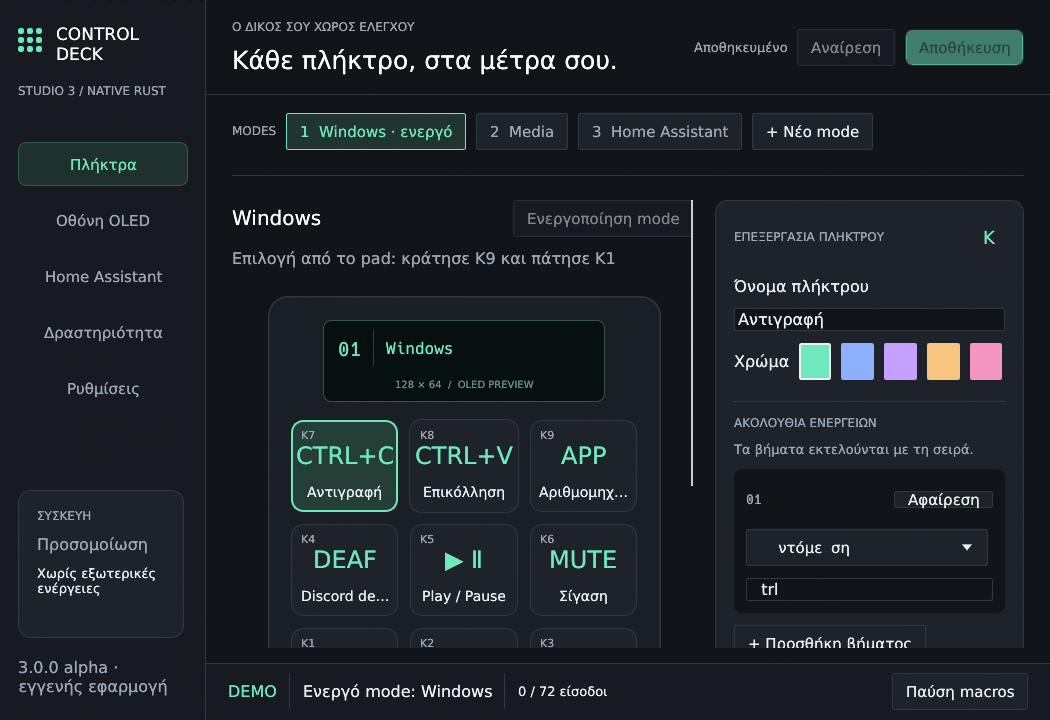 CONTROL
DECK
STUDIO 3 / NATIVE RUST
Πλήκτρα
Οθόνη OLED
Home Assistant
Δραστηριότητα
Ρυθμίσεις
ΣΥΣΚΕΥΗ
Προσομοίωση
Χωρίς εξωτερικές
ενέργειες
3.0.0 alpha ·
εγγενής εφαρμογή
Ο ΔΙΚΟΣ ΣΟΥ ΧΩΡΟΣ ΕΛΕΓΧΟΥ
Κάθε πλήκτρο, στα μέτρα σου.
Αποθηκευμένο
Αναίρεση
Αποθήκευση
MODES
1 Windows · ενεργό
2 Media
3 Home Assistant
+ Νέο mode
Windows
Ενεργοποίηση mode
Επιλογή από το pad: κράτησε K9 και πάτησε K1
01 Windows
128 × 64 / OLED PREVIEW
K7
CTRL+C
Αντιγραφή
K8
CTRL+V
Επικόλληση
K9
APP
Αριθμομηχ...
K4
DEAF
Discord de...
K5
▶ II
Play / Pause
K6
MUTE
Σίγαση
K1
K2
K3
ΕΠΕΞΕΡΓΑΣΙΑ ΠΛΗΚΤΡΟΥ
K
Όνομα πλήκτρου
Αντιγραφή
Χρώμα
ΑΚΟΛΟΥΘΙΑ ΕΝΕΡΓΕΙΩΝ
Τα βήματα εκτελούνται με τη σειρά.
01
Αφαίρεση
ντόμε ση
trl
+ Προσθήκη βήματος
DEMO
Ενεργό mode: Windows
0 / 72 είσοδοι
Παύση macros